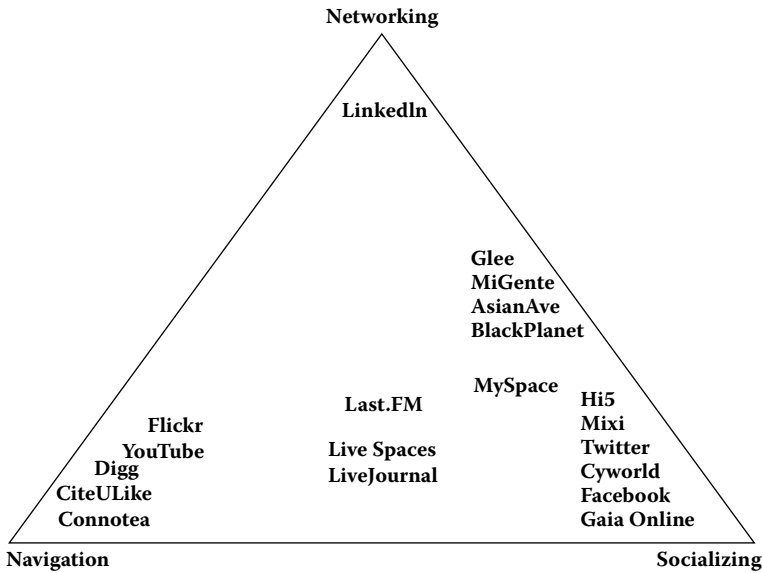 Networking
LinkedIn
Glee
MiGente
AsianAve
BlackPlanet
MySpace
Hi5
Mixi
Twitter
Cyworld
Facebook
Gaia Online
Last.FM
Live Spaces
LiveJournal
Flickr
YouTube
Digg
CiteULike
Connotea
Navigation
Socializing